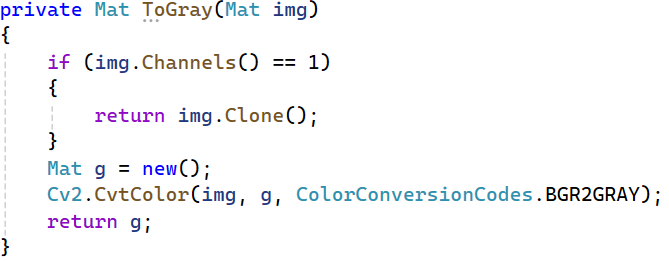 private Mat ToGray(Mat img)
{
    if (img.Channels() == 1)
    {
        return img.Clone();
    }
    Mat g = new();
    Cv2.CvtColor(img, g, ColorConversionCodes.BGR2GRAY);
    return g;
}